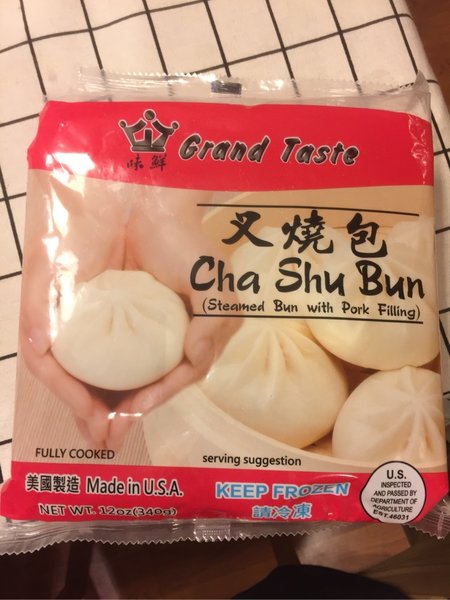 Grand Taste
味鮮
叉燒包
Cha Shu Bun
(Steamed Bun with Pork Filling)
FULLY COOKED
serving suggestion
美國製造 Made in U.S.A.
KEEP FROZEN
NET WT. 12oz(340g)
請冷凍
U.S.
INSPECTED
AND PASSED BY
DEPARTMENT OF
AGRICULTURE
EST.46031